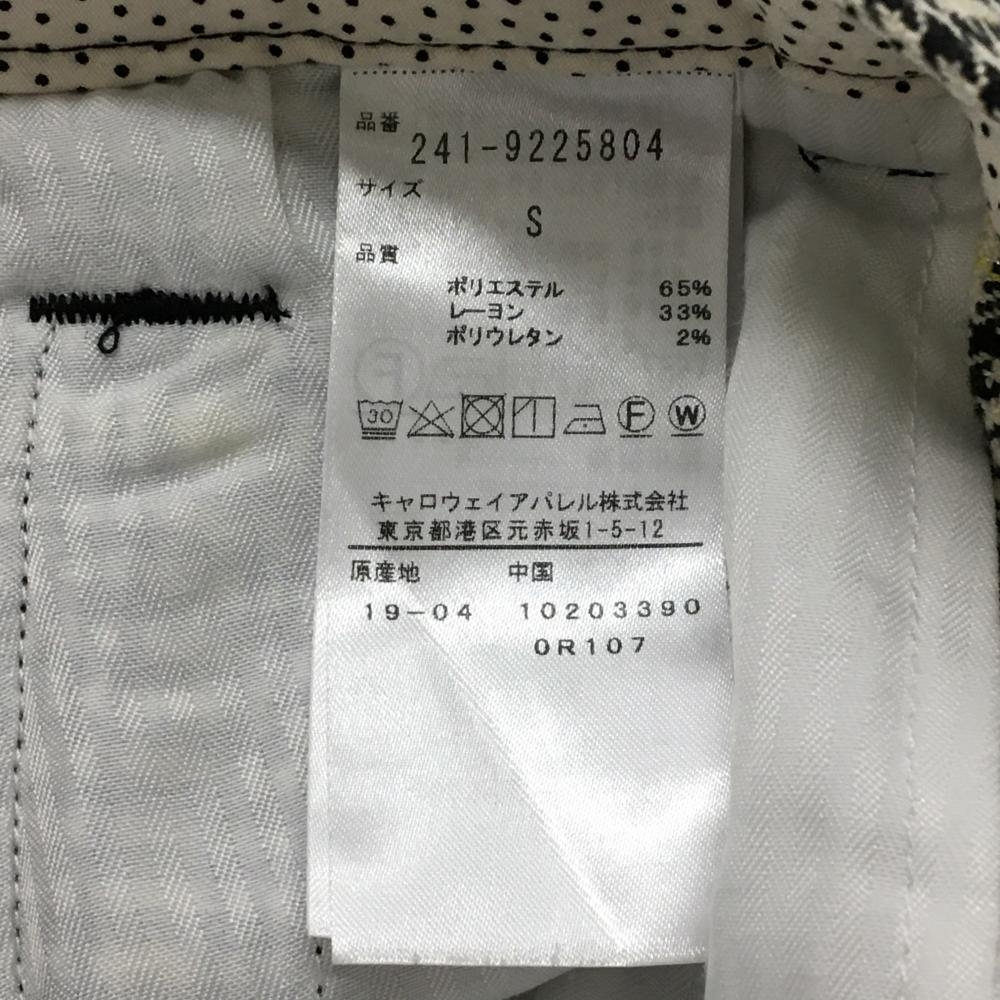 品番
241-9225804
サイズ
S
品質
ポリエステル 65%
レーヨン 33%
ポリウレタン 2%
30 F W
キャロウェイアパレル株式会社
東京都港区元赤坂1-5-12
原産地 中国
19-04 10203390
0R107